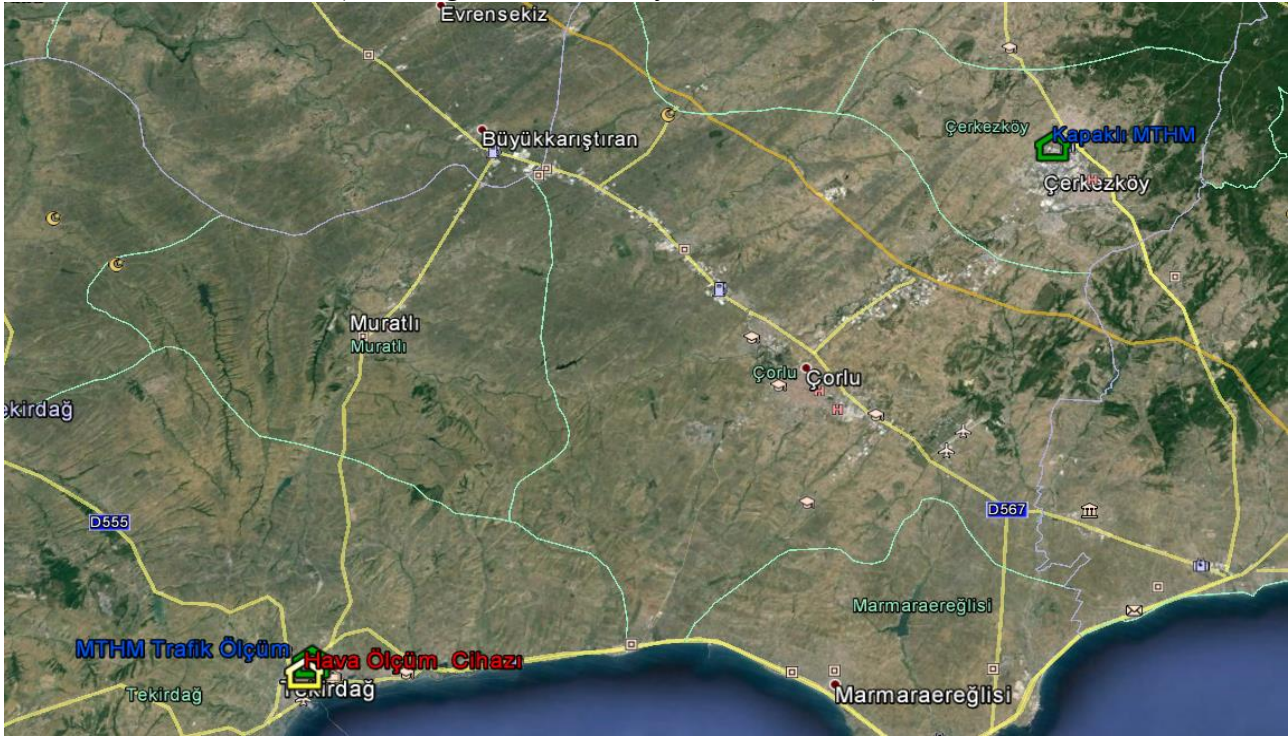 Evrensekiz
Büyükkarıştıran
Çerkezköy
Kapaklı MTHM
Çerkezköy
H
Muratlı
Muratlı
Çorlu
Çorlu
H
H
ekirdağ
D555
D567
Marmaraereğlisi
MTHM Trafik Ölçüm
Hava Ölçüm Cihazı
Tekirdağ
Tekirdağ
Marmaraereğlisi